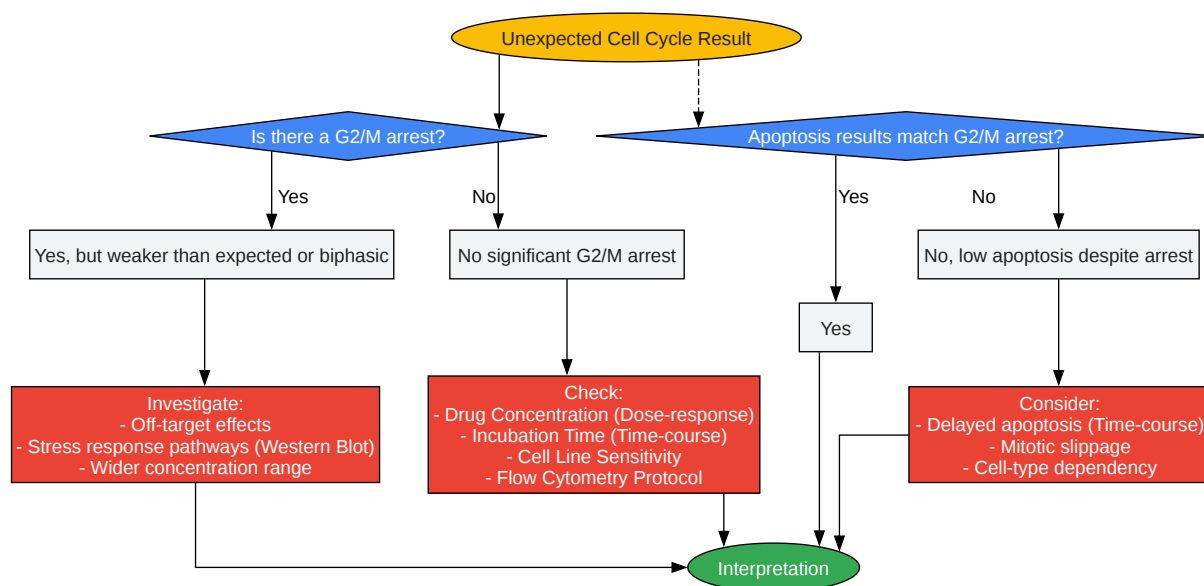 Unexpected Cell Cycle Result
Is there a G2/M arrest?
Apoptosis results match G2/M arrest?
Yes
No
Yes
No
Yes, but weaker than expected or biphasic
No significant G2/M arrest
No, low apoptosis despite arrest
Yes
Investigate:
- Off-target effects
- Stress response pathways (Western Blot)
- Wider concentration range
Check:
- Drug Concentration (Dose-response)
- Incubation Time (Time-course)
- Cell Line Sensitivity
- Flow Cytometry Protocol
Consider:
- Delayed apoptosis (Time-course)
- Mitotic slippage
- Cell-type dependency
Interpretation